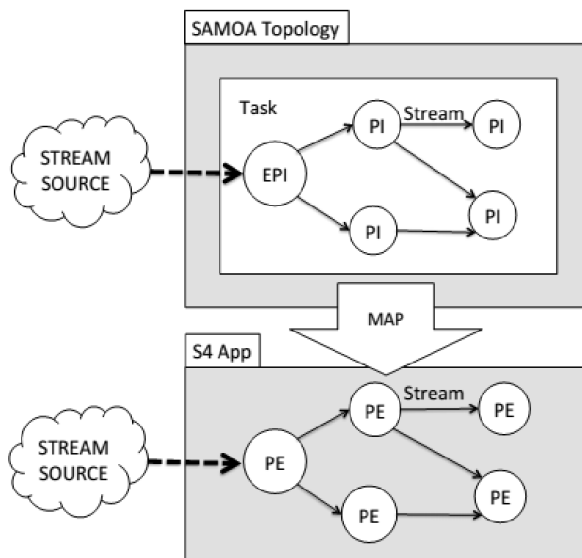 SAMOA Topology
Task
Stream
PI
PI
STREAM
SOURCE
EPI
PI
PI
MAP
S4 App
Stream
PE
PE
STREAM
SOURCE
PE
PE
PE